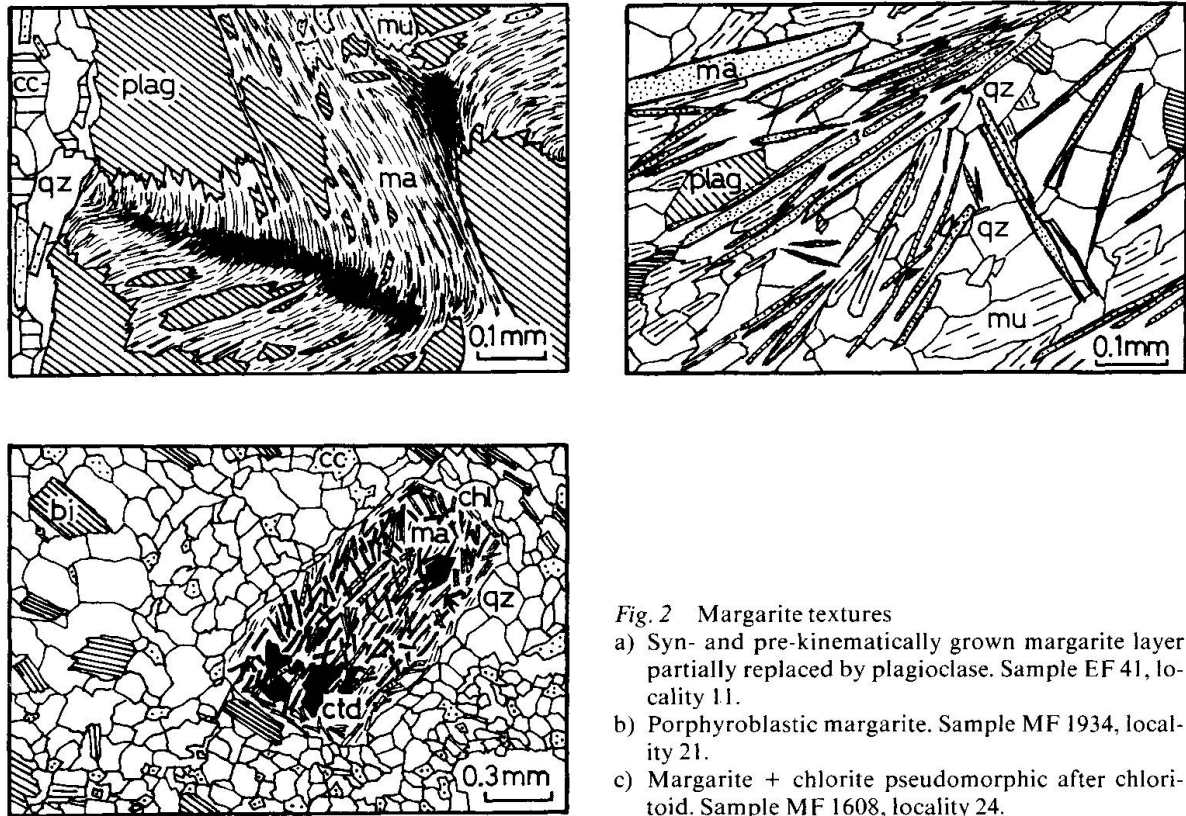 cc
plag
mu
qz
ma
0.1mm
ma
qz
plag
qz
mu
0.1mm
cc
bi
chl
ma
qz
ctd
0.3mm
Fig. 2 Margarite textures
a) Syn- and pre-kinematically grown margarite layer
partially replaced by plagioclase. Sample EF 41, lo-
cality 11.
b) Porphyroblastic margarite. Sample MF 1934, local-
ity 21.
c) Margarite + chlorite pseudomorphic after chlori-
toid. Sample MF 1608, locality 24.